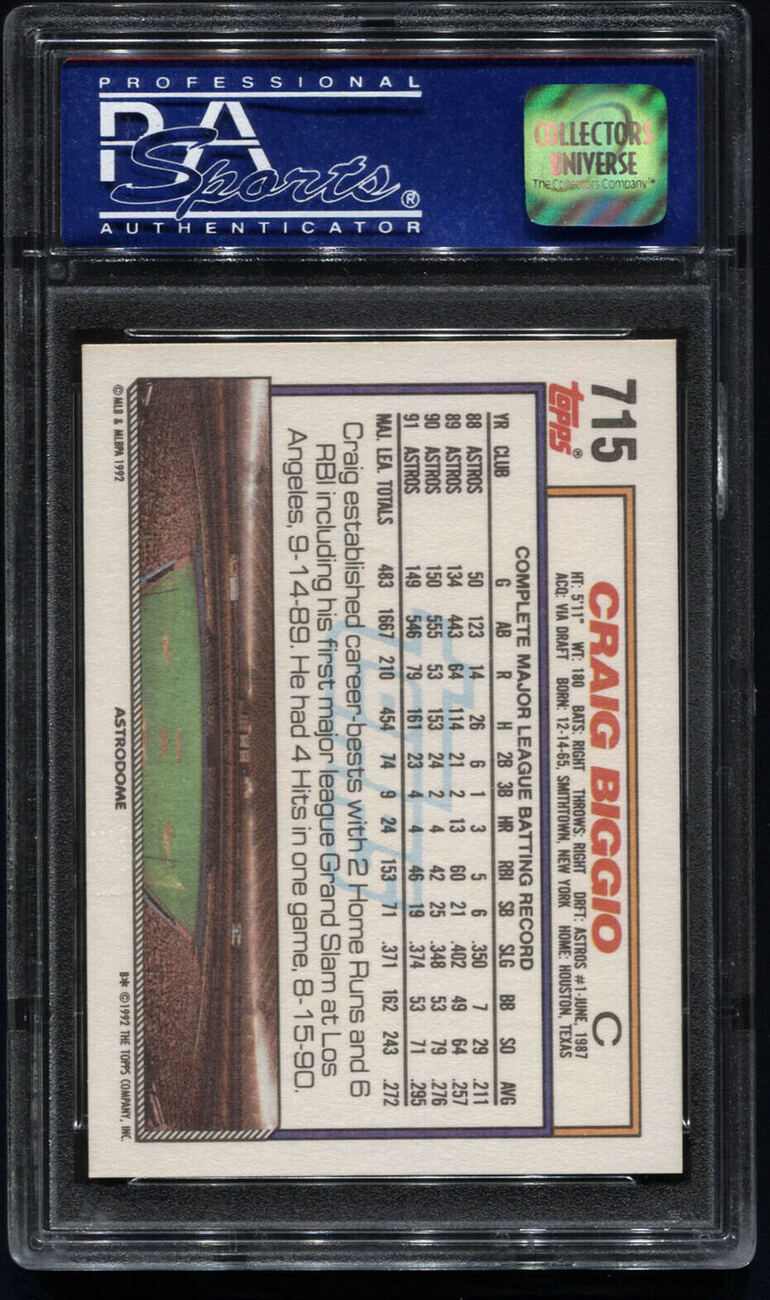 PROFESSIONAL
PSA
Sports®
AUTHENTICATOR
COLLECTORS
UNIVERSE
The Collectors Company™
715
topps®
CRAIG BIGGIO C
HT: 5'11" WT: 180 BATS: RIGHT THROWS: RIGHT DRFT: ASTROS #1-JUNE, 1987
ACQ: VIA DRAFT BORN: 12-14-65, SMITHTOWN, NEW YORK HOME: HOUSTON, TEXAS
COMPLETE MAJOR LEAGUE BATTING RECORD
YR CLUB G AB R H 2B 3B HR RBI SB SLG BB SO AVG
88 ASTROS 50 123 14 26 6 1 3 5 6 .350 7 29 .211
89 ASTROS 134 443 64 114 21 2 13 60 21 .402 49 64 .257
90 ASTROS 150 555 53 153 24 2 4 42 25 .348 53 79 .276
91 ASTROS 149 546 79 161 23 4 4 46 19 .374 53 71 .295
MAJ. LEA. TOTALS 483 1667 210 454 74 9 24 153 71 .371 162 243 .272
Craig established career-bests with 2 Home Runs and 6
RBI including his first major league Grand Slam at Los
Angeles, 9-14-89. He had 4 Hits in one game, 8-15-90.
ASTRODOME
©MLB & MLBPA 1992
B* ©1992 THE TOPPS COMPANY, INC.